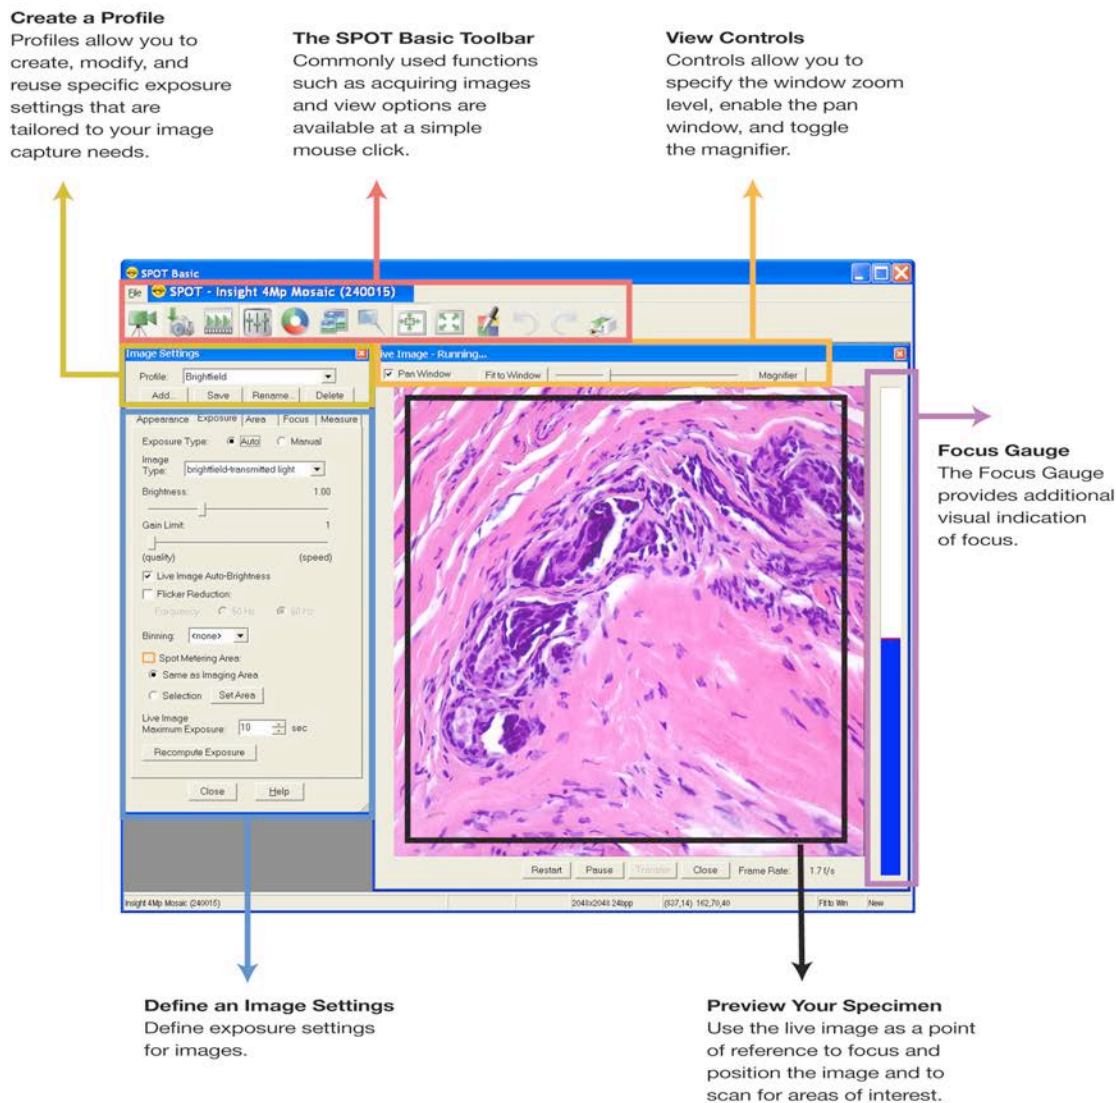 Create a Profile
Profiles allow you to
create, modify, and
reuse specific exposure
settings that are
tailored to your image
capture needs.
The SPOT Basic Toolbar
Commonly used functions
such as acquiring images
and view options are
available at a simple
mouse click.
View Controls
Controls allow you to
specify the window zoom
level, enable the pan
window, and toggle
the magnifier.
SPOT Basic
File SPOT - Insight 4Mp Mosaic (240015)
Image Settings
Profile: Brightfield
Add... Save Rename... Delete
Appearance Exposure Area Focus Measure
Exposure Type: Auto Manual
Image
Type: brightfield-transmitted light
Brightness: 1.00
Gain Limit: 1
(quality) (speed)
Live Image Auto-Brightness
Flicker Reduction:
Frequency: 50 Hz 60 Hz
Binning: <none>
Spot Metering Area:
Same as Imaging Area
Selection Set Area
Live Image
Maximum Exposure: 10 sec
Recompute Exposure
Close Help
ive Image - Running...
Pan Window Fit to Window Magnifier
Restart Pause Transfer Close Frame Rate: 1.7 f/s
Insight 4Mp Mosaic (240015) 2048x2048 24bpp (637,14) 162,70,40 Fit to Win New
Focus Gauge
The Focus Gauge
provides additional
visual indication
of focus.
Define an Image Settings
Define exposure settings
for images.
Preview Your Specimen
Use the live image as a point
of reference to focus and
position the image and to
scan for areas of interest.